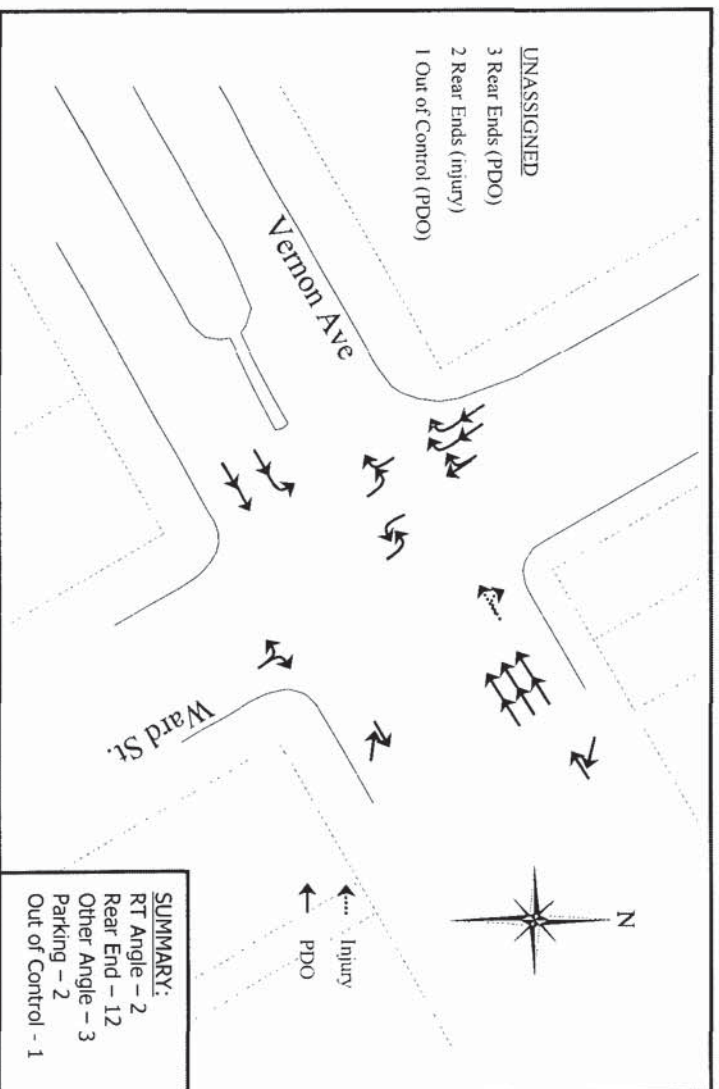 UNASSIGNED
3 Rear Ends (PDO)
2 Rear Ends (injury)
1 Out of Control (PDO)
Vernon Ave
Ward St.
N
Injury
PDO
SUMMARY:
RT Angle – 2
Rear End – 12
Other Angle – 3
Parking – 2
Out of Control - 1